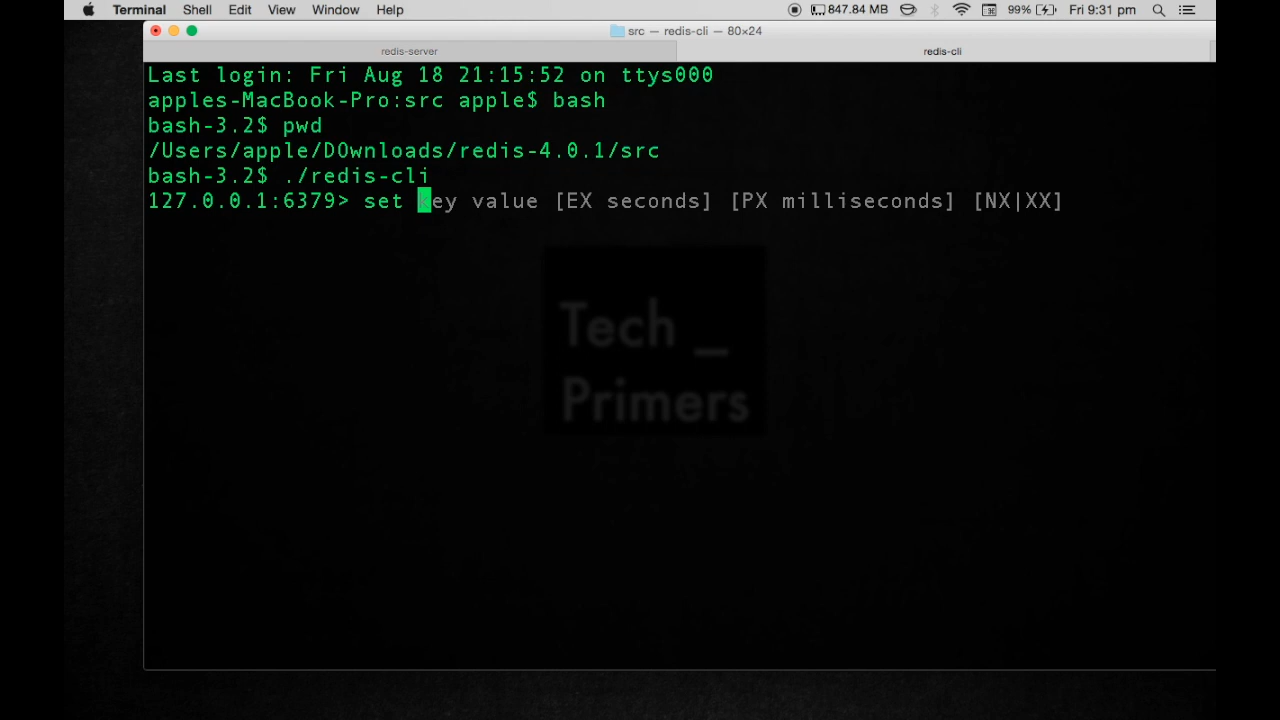 Terminal Shell Edit View Window Help 847.84 MB 99% Fri 9:31 pm
src — redis-cli — 80×24
redis-server redis-cli
Last login: Fri Aug 18 21:15:52 on ttys000
apples-MacBook-Pro:src apple$ bash
bash-3.2$ pwd
/Users/apple/DOwnloads/redis-4.0.1/src
bash-3.2$ ./redis-cli
127.0.0.1:6379> set key value [EX seconds] [PX milliseconds] [NX|XX]
Tech _
Primers